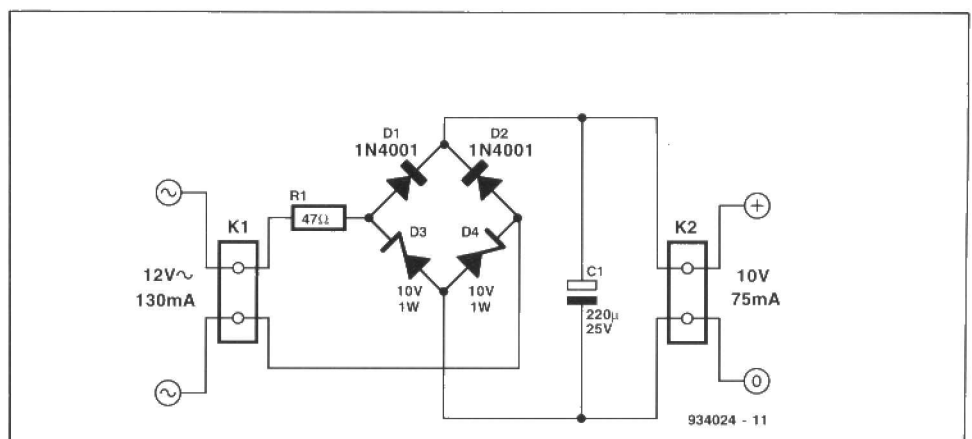 D1
1N4001
D2
1N4001
R1
47Ω
K1
12V~
130mA
D3
10V
1W
D4
10V
1W
C1
220µ
25V
K2
+
10V
75mA
0
934024 - 11